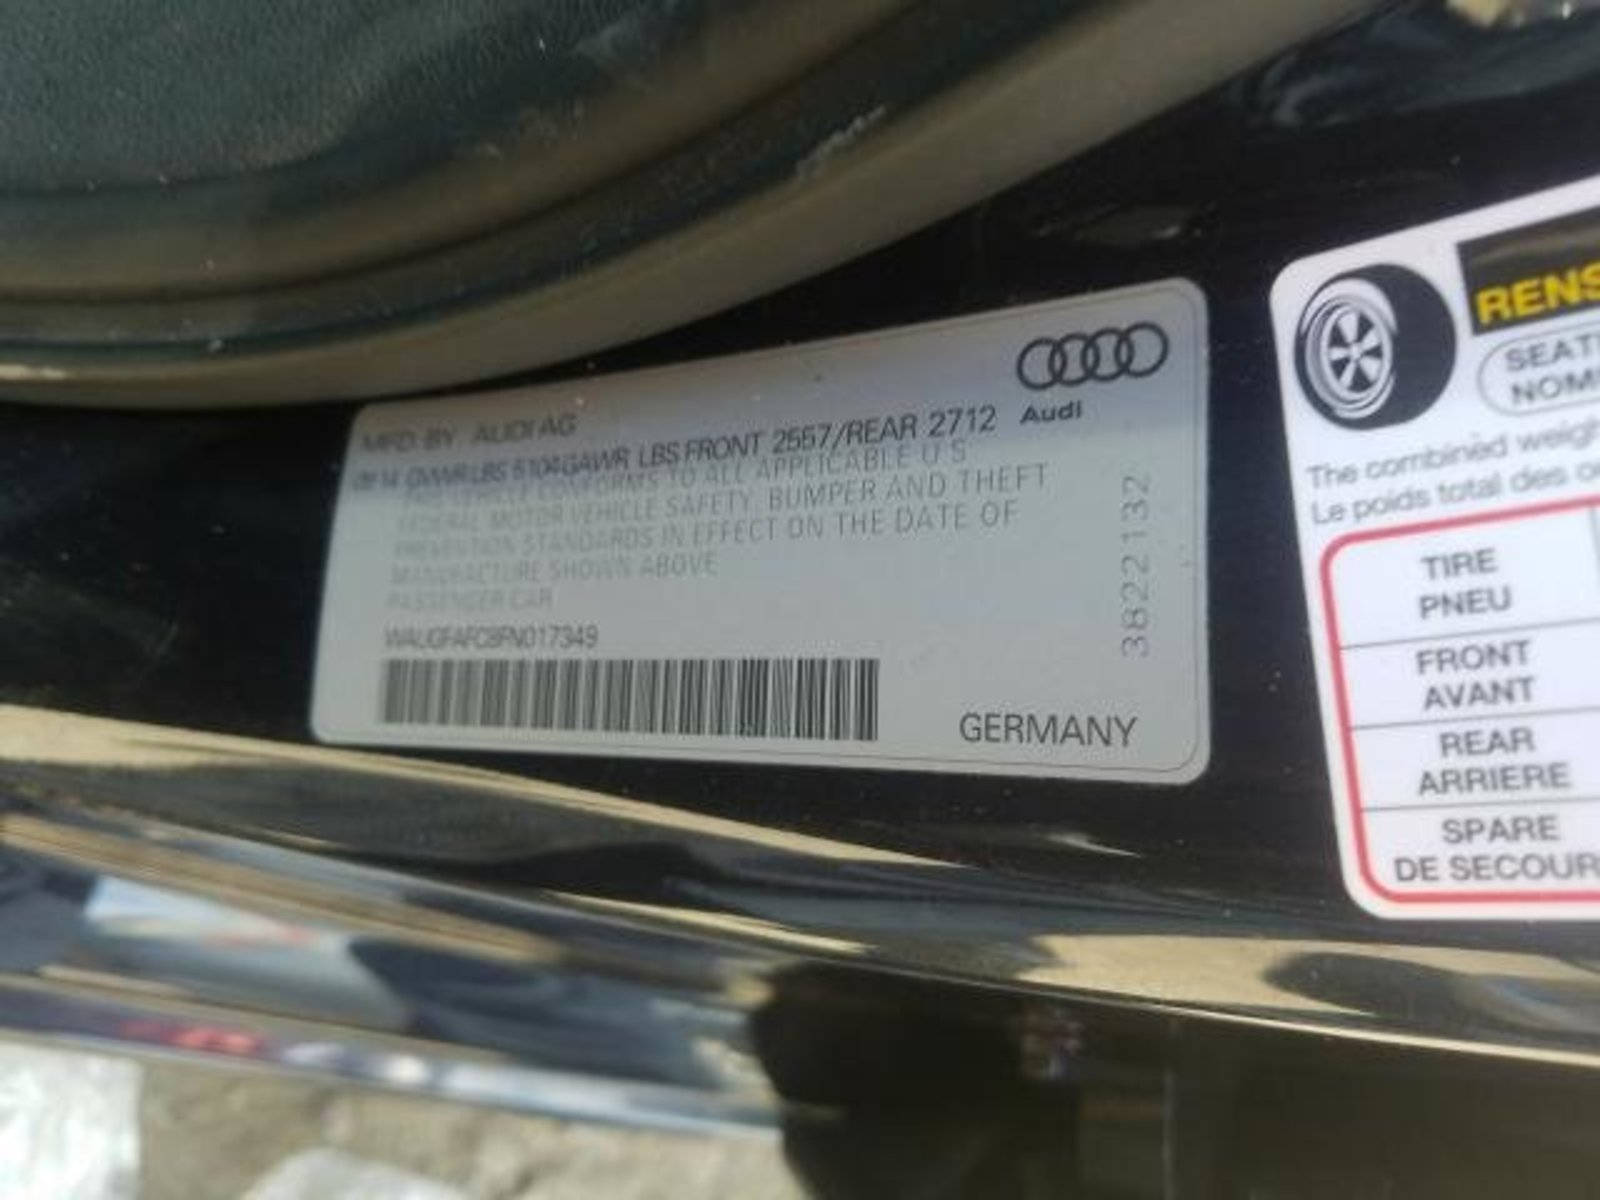 MFD. BY AUDI AG
GVWR LBS 5104 GAWR LBS FRONT 2557/REAR 2712
Audi
THIS VEHICLE CONFORMS TO ALL APPLICABLE U S
FEDERAL MOTOR VEHICLE SAFETY, BUMPER AND THEFT
PREVENTION STANDARDS IN EFFECT ON THE DATE OF
MANUFACTURE SHOWN ABOVE
PASSENGER CAR
WAUGFAFC8FN017349
3822132
GERMANY
RENS
SEATI
NOM
The combined weigh
Le poids total des
TIRE
PNEU
FRONT
AVANT
REAR
ARRIERE
SPARE
DE SECOUR